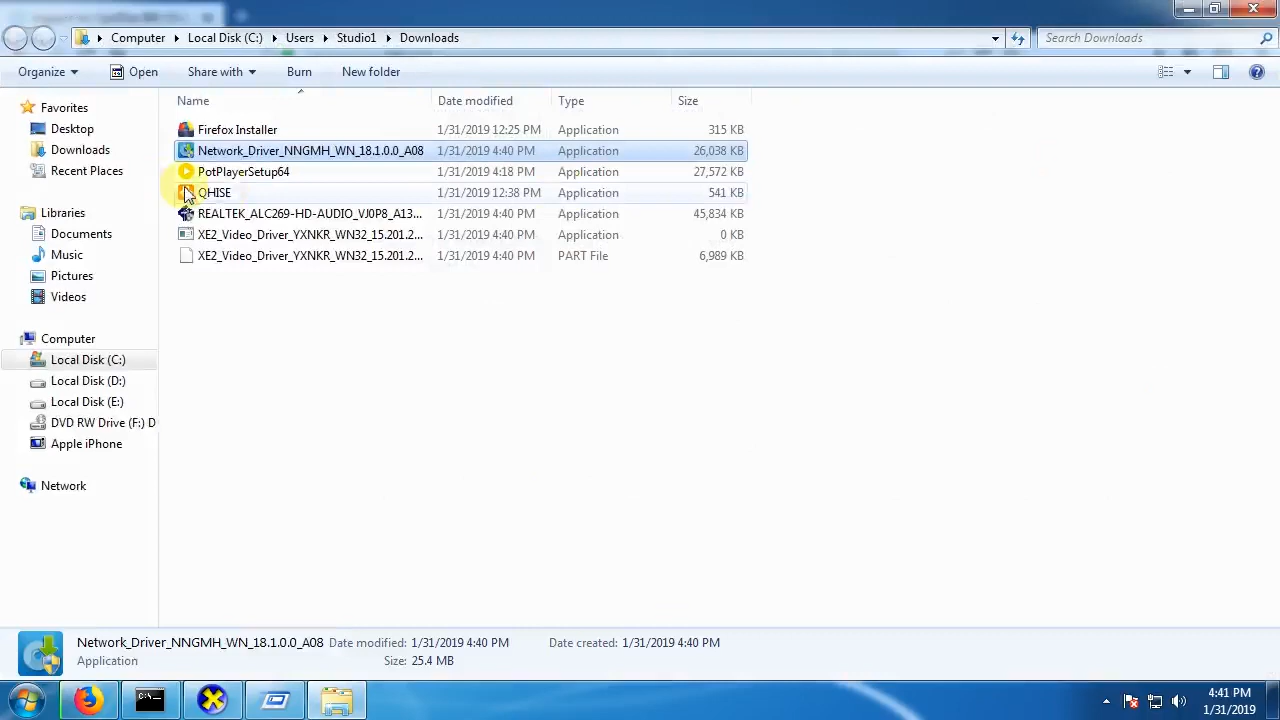 Computer Local Disk (C:) Users Studio1 Downloads Search Downloads
Organize Open Share with Burn New folder
Name Date modified Type Size
Favorites
Desktop
Downloads
Recent Places
Libraries
Documents
Music
Pictures
Videos
Computer
Local Disk (C:)
Local Disk (D:)
Local Disk (E:)
DVD RW Drive (F:) D
Apple iPhone
Network
Firefox Installer 1/31/2019 12:25 PM Application 315 KB
Network_Driver_NNGMH_WN_18.1.0.0_A08 1/31/2019 4:40 PM Application 26,038 KB
PotPlayerSetup64 1/31/2019 4:18 PM Application 27,572 KB
QHISE 1/31/2019 12:38 PM Application 541 KB
REALTEK_ALC269-HD-AUDIO_VJ0P8_A13... 1/31/2019 4:40 PM Application 45,834 KB
XE2_Video_Driver_YXNKR_WN32_15.201.2... 1/31/2019 4:40 PM Application 0 KB
XE2_Video_Driver_YXNKR_WN32_15.201.2... 1/31/2019 4:40 PM PART File 6,989 KB
Network_Driver_NNGMH_WN_18.1.0.0_A08 Date modified: 1/31/2019 4:40 PM Date created: 1/31/2019 4:40 PM
Application Size: 25.4 MB
4:41 PM
1/31/2019